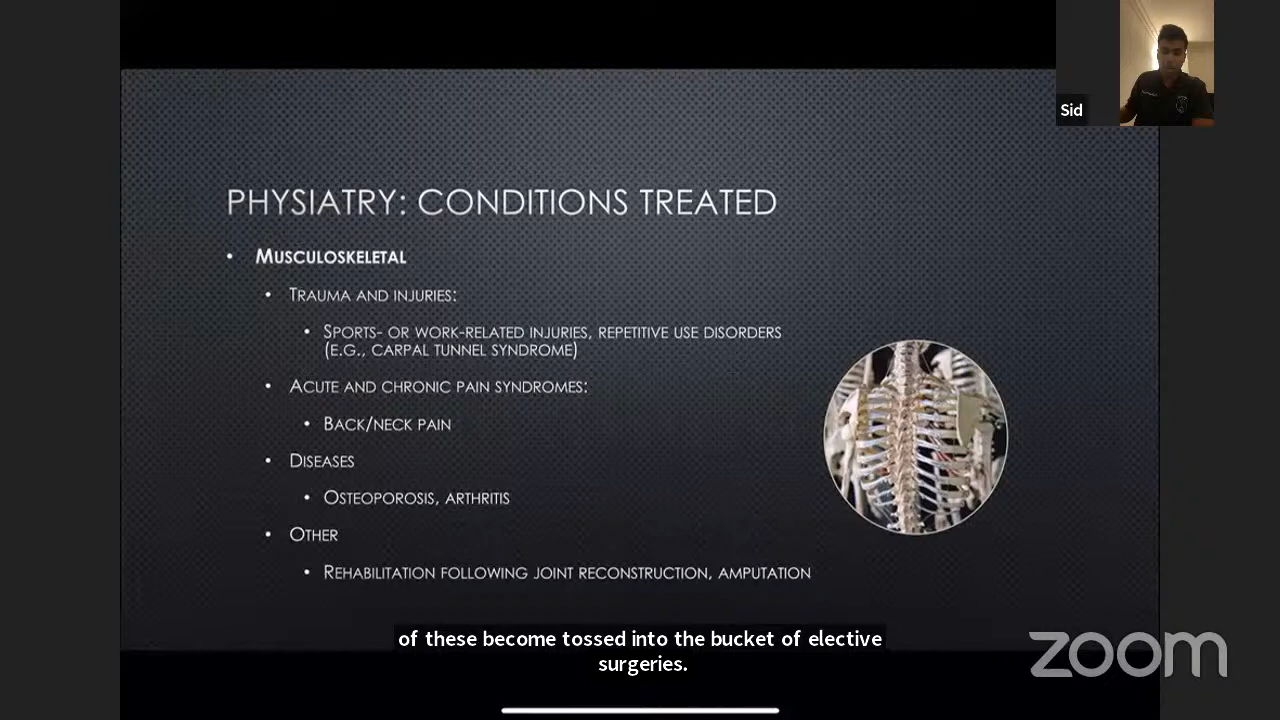 Sid
PHYSIATRY: CONDITIONS TREATED
• MUSCULOSKELETAL
• TRAUMA AND INJURIES:
• SPORTS- OR WORK-RELATED INJURIES, REPETITIVE USE DISORDERS
(E.G., CARPAL TUNNEL SYNDROME)
• ACUTE AND CHRONIC PAIN SYNDROMES:
• BACK/NECK PAIN
• DISEASES
• OSTEOPOROSIS, ARTHRITIS
• OTHER
• REHABILITATION FOLLOWING JOINT RECONSTRUCTION, AMPUTATION
of these become tossed into the bucket of elective
surgeries.
zoom